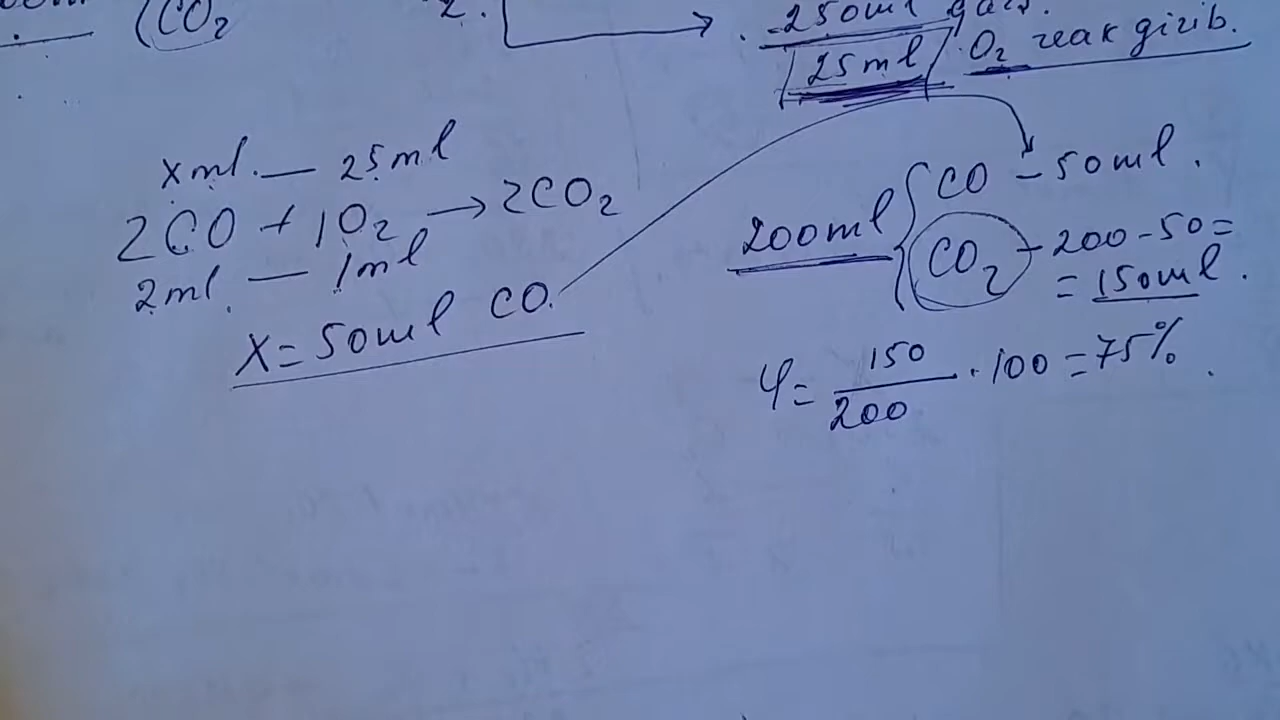 (CO2
2.
250ml
25ml O2 reak girib.
x ml. — 25ml
2CO + 1O2 → 2CO2
2ml. — 1ml
x = 50ml CO.
200ml { CO – 50ml.
CO2 – 200-50=
= 150ml.
φ = 150/200 · 100 = 75%.